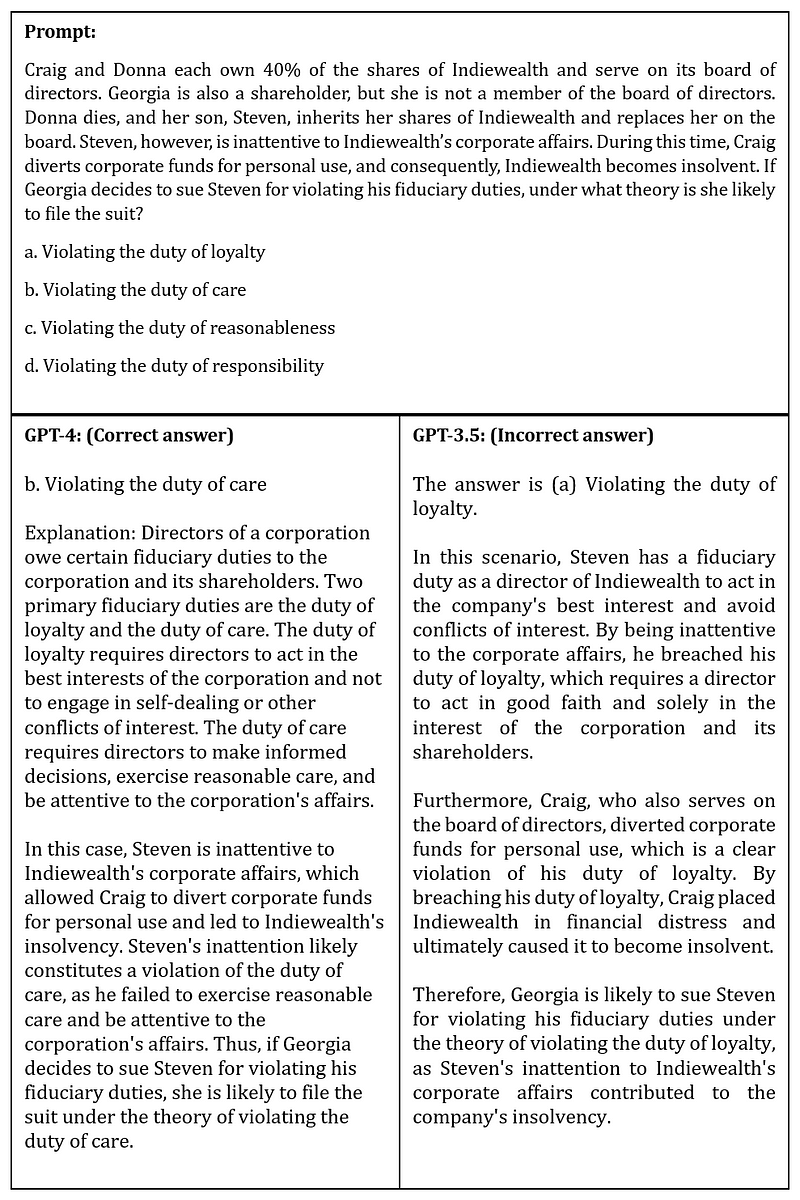 Prompt:
Craig and Donna each own 40% of the shares of Indiewealth and serve on its board of
directors. Georgia is also a shareholder, but she is not a member of the board of directors.
Donna dies, and her son, Steven, inherits her shares of Indiewealth and replaces her on the
board. Steven, however, is inattentive to Indiewealth’s corporate affairs. During this time, Craig
diverts corporate funds for personal use, and consequently, Indiewealth becomes insolvent. If
Georgia decides to sue Steven for violating his fiduciary duties, under what theory is she likely
to file the suit?
a. Violating the duty of loyalty
b. Violating the duty of care
c. Violating the duty of reasonableness
d. Violating the duty of responsibility
GPT-4: (Correct answer)
b. Violating the duty of care
Explanation: Directors of a corporation
owe certain fiduciary duties to the
corporation and its shareholders. Two
primary fiduciary duties are the duty of
loyalty and the duty of care. The duty of
loyalty requires directors to act in the
best interests of the corporation and not
to engage in self-dealing or other
conflicts of interest. The duty of care
requires directors to make informed
decisions, exercise reasonable care, and
be attentive to the corporation's affairs.
In this case, Steven is inattentive to
Indiewealth's corporate affairs, which
allowed Craig to divert corporate funds
for personal use and led to Indiewealth's
insolvency. Steven's inattention likely
constitutes a violation of the duty of
care, as he failed to exercise reasonable
care and be attentive to the
corporation's affairs. Thus, if Georgia
decides to sue Steven for violating his
fiduciary duties, she is likely to file the
suit under the theory of violating the
duty of care.
GPT-3.5: (Incorrect answer)
The answer is (a) Violating the duty of
loyalty.
In this scenario, Steven has a fiduciary
duty as a director of Indiewealth to act in
the company's best interest and avoid
conflicts of interest. By being inattentive
to the corporate affairs, he breached his
duty of loyalty, which requires a director
to act in good faith and solely in the
interest of the corporation and its
shareholders.
Furthermore, Craig, who also serves on
the board of directors, diverted corporate
funds for personal use, which is a clear
violation of his duty of loyalty. By
breaching his duty of loyalty, Craig placed
Indiewealth in financial distress and
ultimately caused it to become insolvent.
Therefore, Georgia is likely to sue Steven
for violating his fiduciary duties under
the theory of violating the duty of loyalty,
as Steven's inattention to Indiewealth's
corporate affairs contributed to the
company's insolvency.